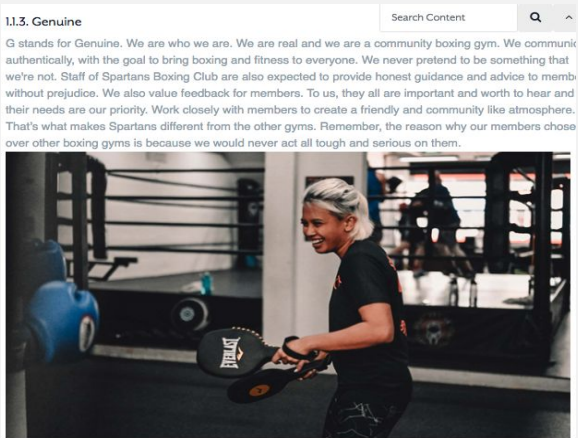 1.1.3. Genuine
Search Content
G stands for Genuine. We are who we are. We are real and we are a community boxing gym. We communic
authentically, with the goal to bring boxing and fitness to everyone. We never pretend to be something that
we're not. Staff of Spartans Boxing Club are also expected to provide honest guidance and advice to memb
without prejudice. We also value feedback for members. To us, they all are important and worth to hear and
their needs are our priority. Work closely with members to create a friendly and community like atmosphere.
That's what makes Spartans different from the other gyms. Remember, the reason why our members chose
over other boxing gyms is because we would never act all tough and serious on them.
EVERLAST